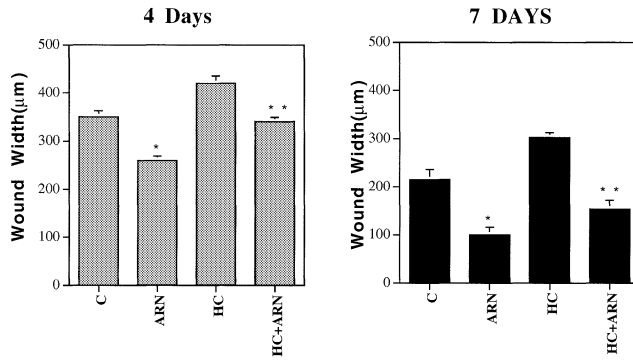 4 Days
500
400
300
200
100
0
Wound Width(μm)
*
* *
C
ARN
HC
HC+ARN
7 DAYS
500
400
300
200
100
0
Wound Width(μm)
*
* *
C
ARN
HC
HC+ARN